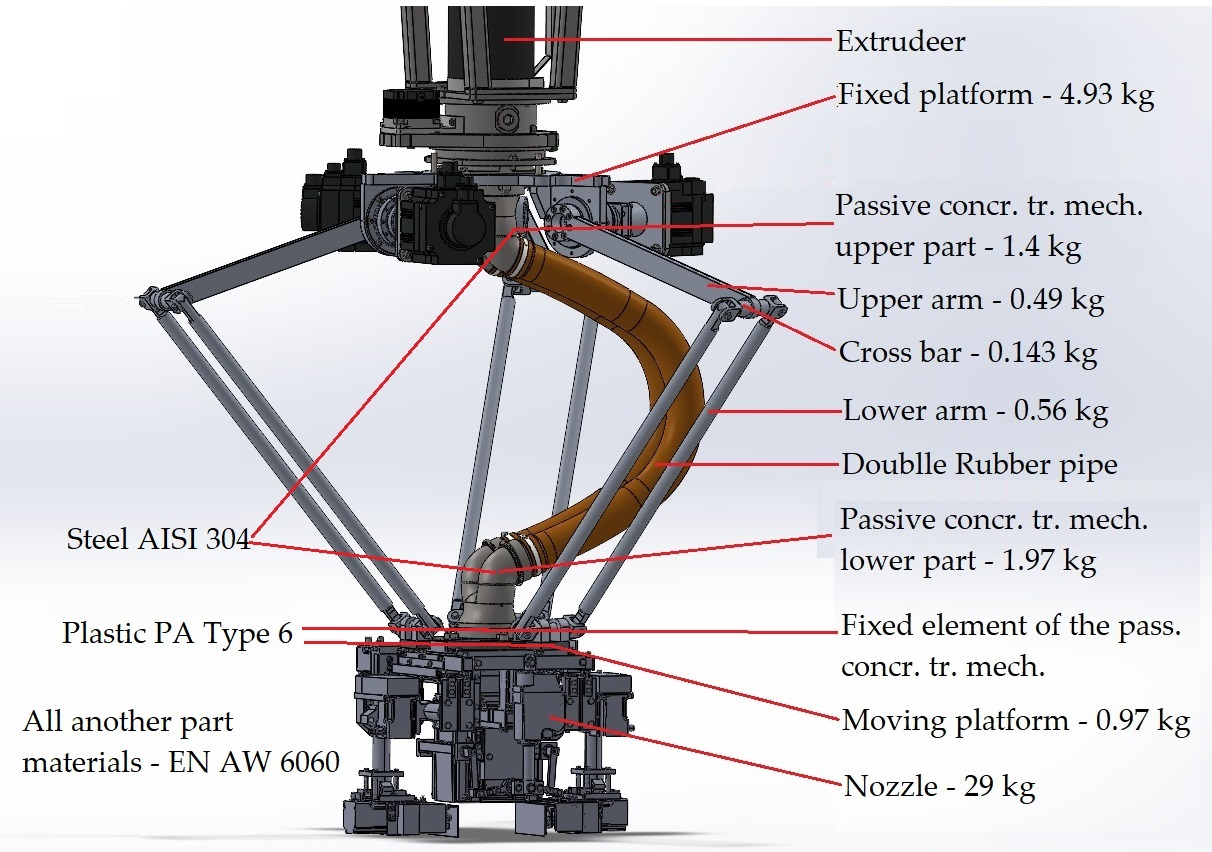 Extrudeer
Fixed platform - 4.93 kg
Passive concr. tr. mech.
upper part - 1.4 kg
Upper arm - 0.49 kg
Cross bar - 0.143 kg
Lower arm - 0.56 kg
Doublle Rubber pipe
Passive concr. tr. mech.
lower part - 1.97 kg
Fixed element of the pass.
concr. tr. mech.
Moving platform - 0.97 kg
Nozzle - 29 kg
Steel AISI 304
Plastic PA Type 6
All another part
materials - EN AW 6060